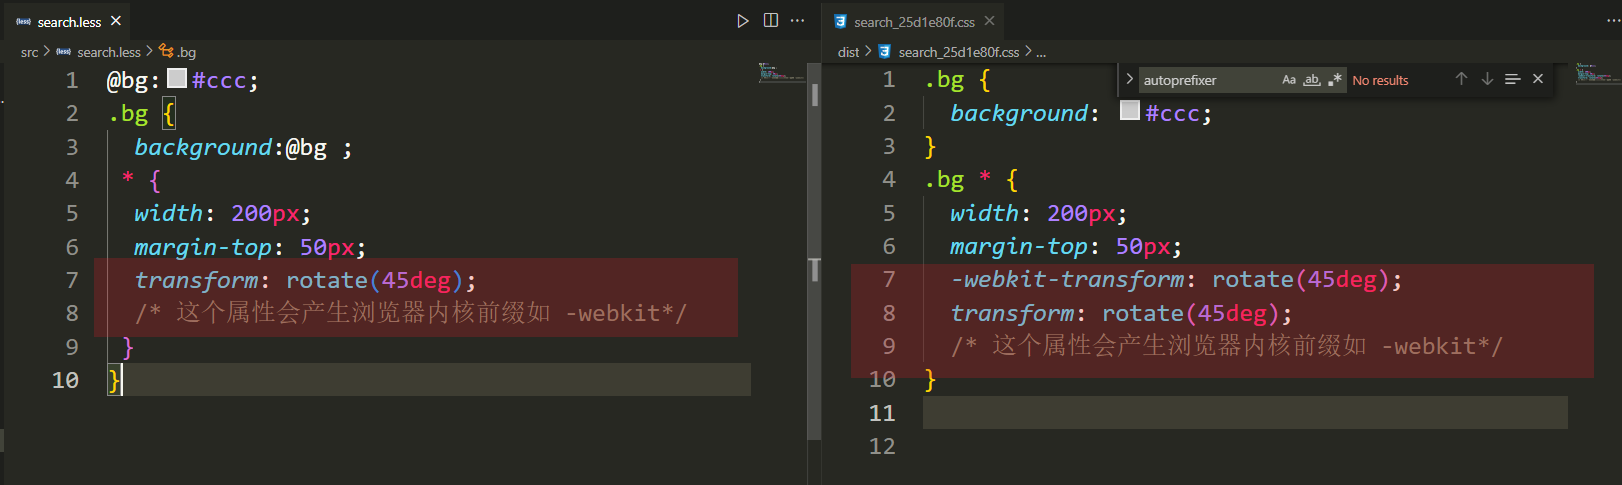 search.less
src > search.less > .bg
1 @bg:#ccc;
2 .bg {
3 background:@bg ;
4 * {
5 width: 200px;
6 margin-top: 50px;
7 transform: rotate(45deg);
8 /* 这个属性会产生浏览器内核前缀如 -webkit*/
9 }
10 }
search_25d1e80f.css
dist > search_25d1e80f.css > ...
autoprefixer Aa ab .* No results
1 .bg {
2 background: #ccc;
3 }
4 .bg * {
5 width: 200px;
6 margin-top: 50px;
7 -webkit-transform: rotate(45deg);
8 transform: rotate(45deg);
9 /* 这个属性会产生浏览器内核前缀如 -webkit*/
10 }
11
12